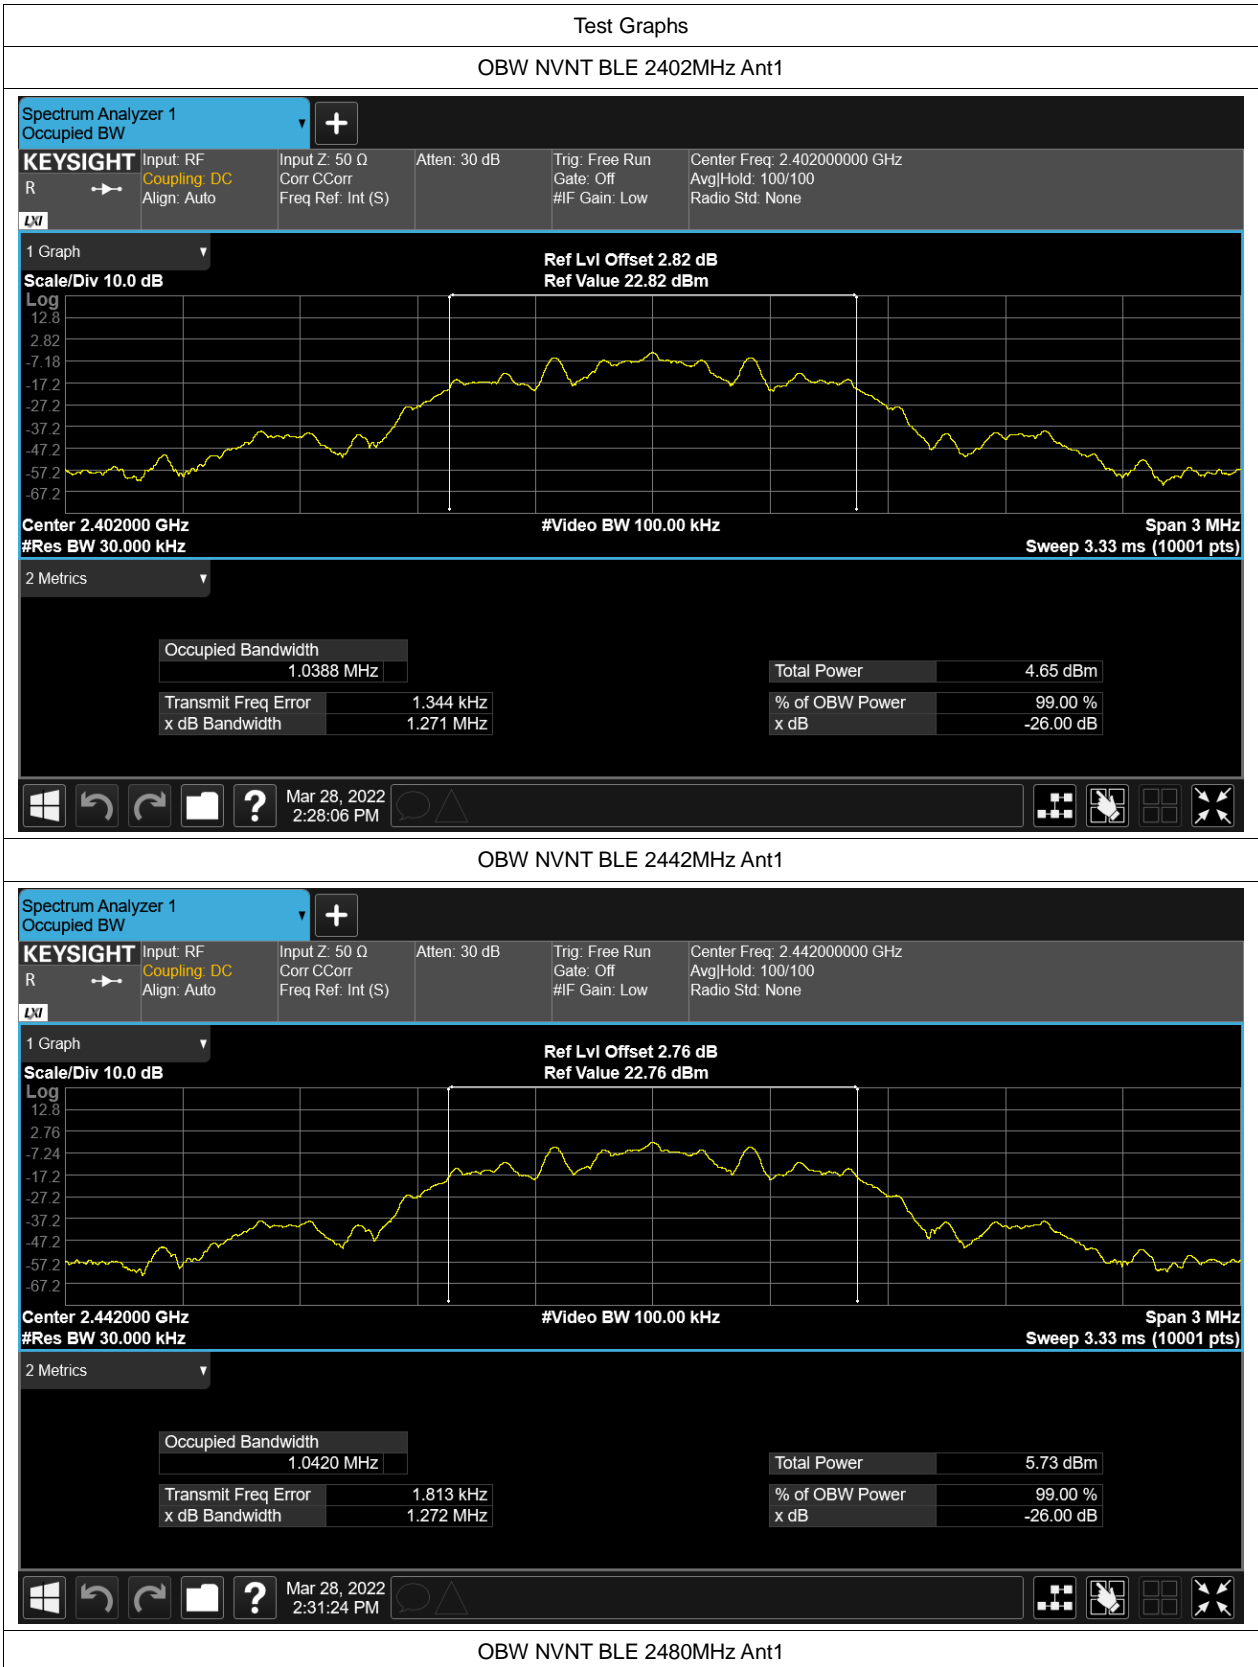 Test Graphs
OBW NVNT BLE 2402MHz Ant1
Spectrum Analyzer 1
Occupied BW
KEYSIGHT Input: RF Input Z: 50 Ω Atten: 30 dB Trig: Free Run Center Freq: 2.402000000 GHz
R Coupling: DC Corr CCorr Gate: Off Avg|Hold: 100/100
Align: Auto Freq Ref: Int (S) #IF Gain: Low Radio Std: None
LXI
1 Graph
Ref Lvl Offset 2.82 dB
Scale/Div 10.0 dB Ref Value 22.82 dBm
Log
12.8
2.82
-7.18
-17.2
-27.2
-37.2
-47.2
-57.2
-67.2
Center 2.402000 GHz #Video BW 100.00 kHz Span 3 MHz
#Res BW 30.000 kHz Sweep 3.33 ms (10001 pts)
2 Metrics
Occupied Bandwidth
1.0388 MHz Total Power 4.65 dBm
Transmit Freq Error 1.344 kHz % of OBW Power 99.00 %
x dB Bandwidth 1.271 MHz x dB -26.00 dB
? Mar 28, 2022
2:28:06 PM
OBW NVNT BLE 2442MHz Ant1
Spectrum Analyzer 1
Occupied BW
KEYSIGHT Input: RF Input Z: 50 Ω Atten: 30 dB Trig: Free Run Center Freq: 2.442000000 GHz
R Coupling: DC Corr CCorr Gate: Off Avg|Hold: 100/100
Align: Auto Freq Ref: Int (S) #IF Gain: Low Radio Std: None
LXI
1 Graph
Ref Lvl Offset 2.76 dB
Scale/Div 10.0 dB Ref Value 22.76 dBm
Log
12.8
2.76
-7.24
-17.2
-27.2
-37.2
-47.2
-57.2
-67.2
Center 2.442000 GHz #Video BW 100.00 kHz Span 3 MHz
#Res BW 30.000 kHz Sweep 3.33 ms (10001 pts)
2 Metrics
Occupied Bandwidth
1.0420 MHz Total Power 5.73 dBm
Transmit Freq Error 1.813 kHz % of OBW Power 99.00 %
x dB Bandwidth 1.272 MHz x dB -26.00 dB
? Mar 28, 2022
2:31:24 PM
OBW NVNT BLE 2480MHz Ant1